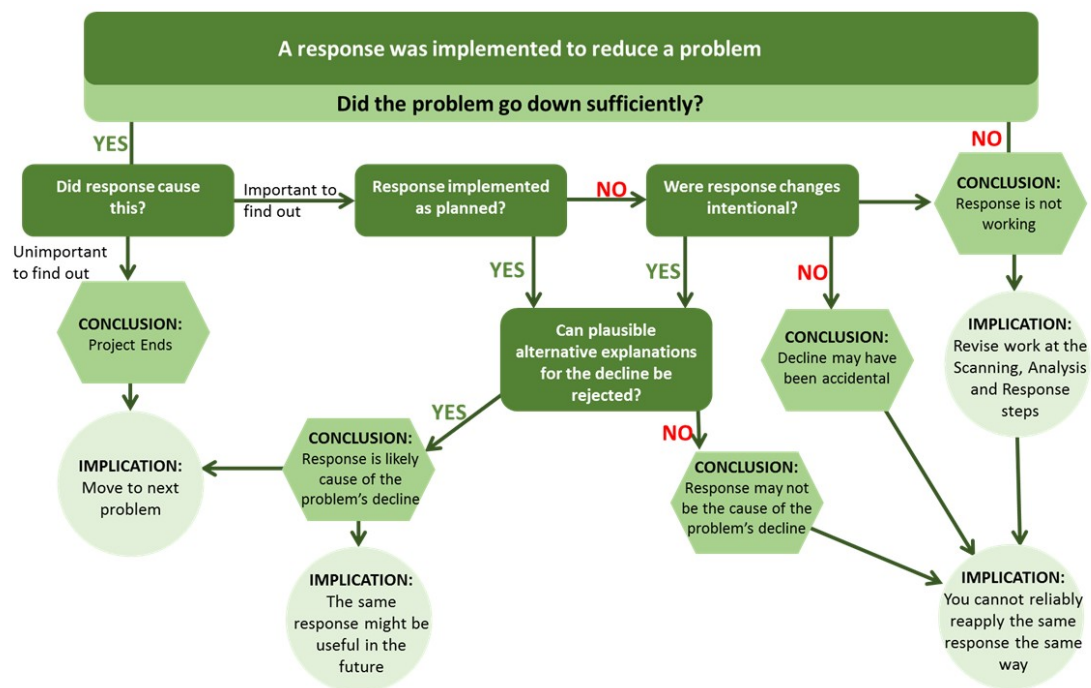 A response was implemented to reduce a problem
Did the problem go down sufficiently?
YES
NO
Did response cause
this?
Important to
find out
Response implemented
as planned?
NO
Were response changes
intentional?
CONCLUSION:
Response is not
working
Unimportant
to find out
YES
YES
NO
CONCLUSION:
Project Ends
Can plausible
alternative explanations
for the decline be
rejected?
CONCLUSION:
Decline may have
been accidental
IMPLICATION:
Revise work at the
Scanning, Analysis
and Response
steps
YES
NO
IMPLICATION:
Move to next
problem
CONCLUSION:
Response is likely
cause of the
problem's decline
CONCLUSION:
Response may not
be the cause of the
problem's decline
IMPLICATION:
The same
response might be
useful in the
future
IMPLICATION:
You cannot reliably
reapply the same
response the same
way